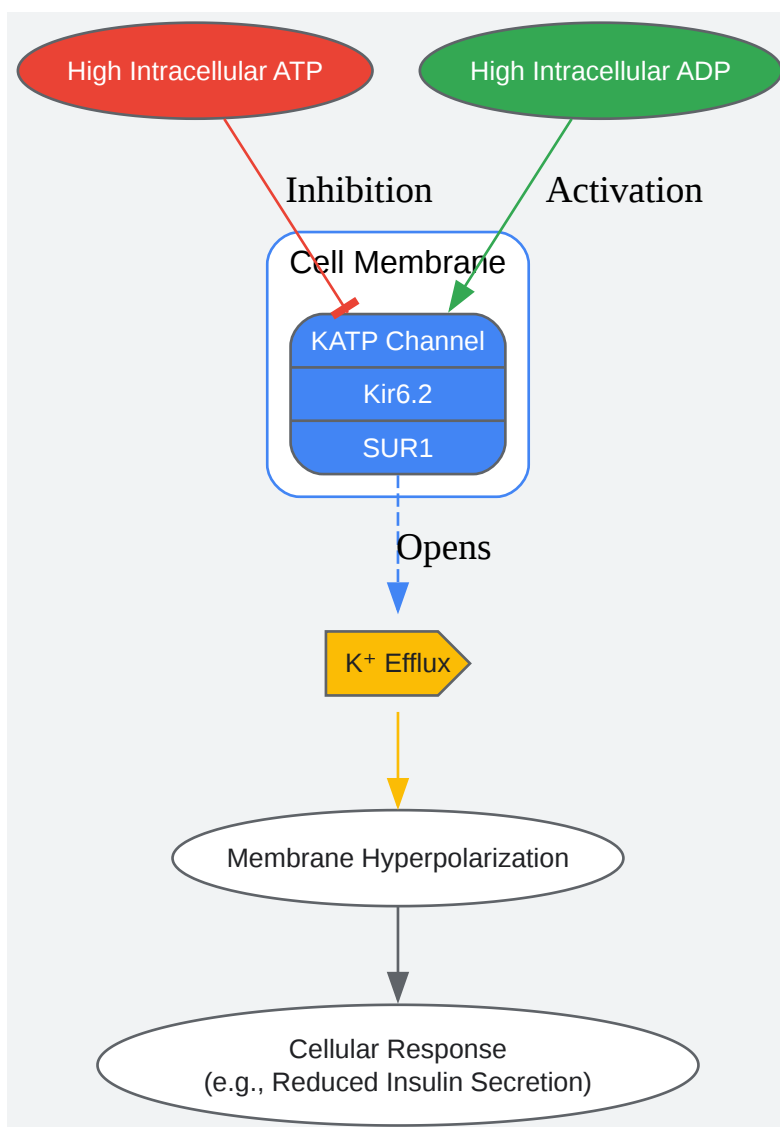 High Intracellular ATP
High Intracellular ADP
Inhibition
Activation
Cell Membrane
KATP Channel
Kir6.2
SUR1
Opens
K⁺ Efflux
Membrane Hyperpolarization
Cellular Response
(e.g., Reduced Insulin Secretion)